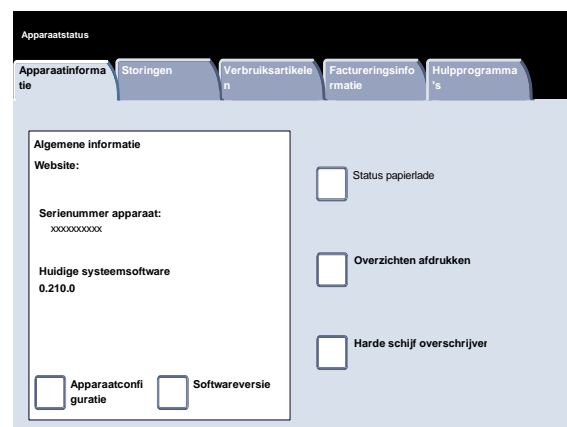 Apparaatstatus
Apparaatinforma
tie
Storingen
Verbruiksartikele
n
Factureringsinfo
rmatie
Hulpprogramma
's
Algemene informatie
Website:
Serienummer apparaat:
xxxxxxxxxx
Huidige systeemsoftware
0.210.0
Apparaatconfi
guratie
Softwareversie
Status papierlade
Overzichten afdrukken
Harde schijf overschrijver